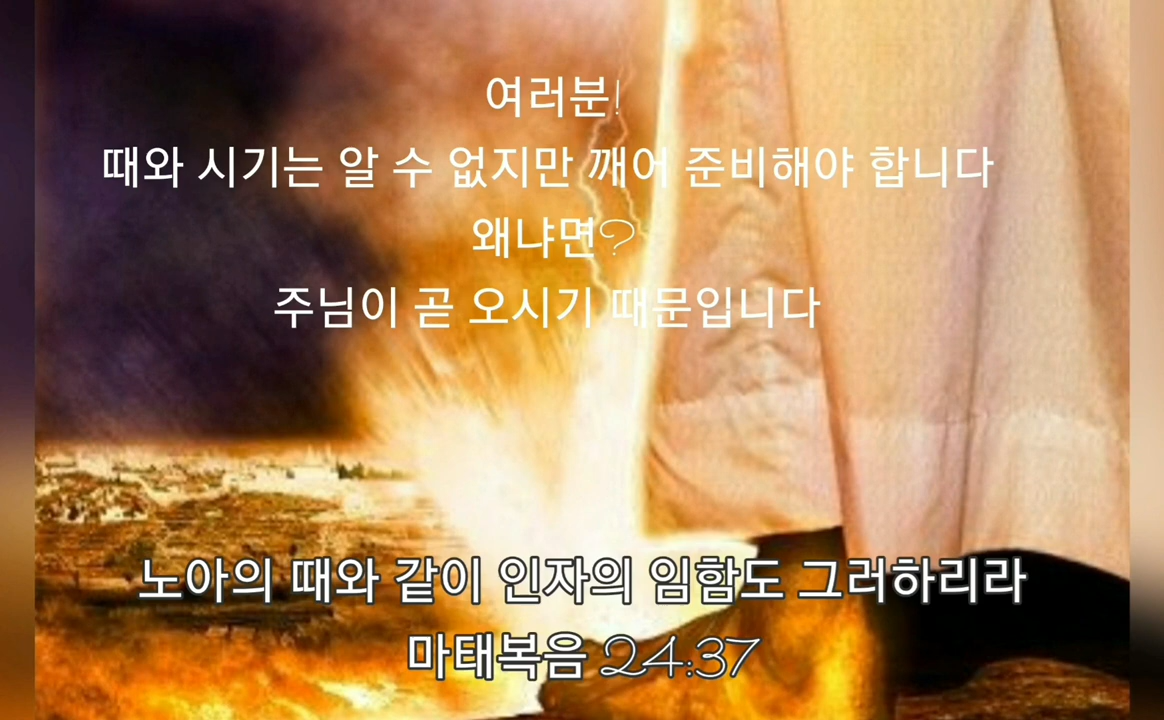 여러분!
때와 시기는 알 수 없지만 깨어 준비해야 합니다
왜냐면?
주님이 곧 오시기 때문입니다
노아의 때와 같이 인자의 임함도 그러하리라
마태복음 24:37